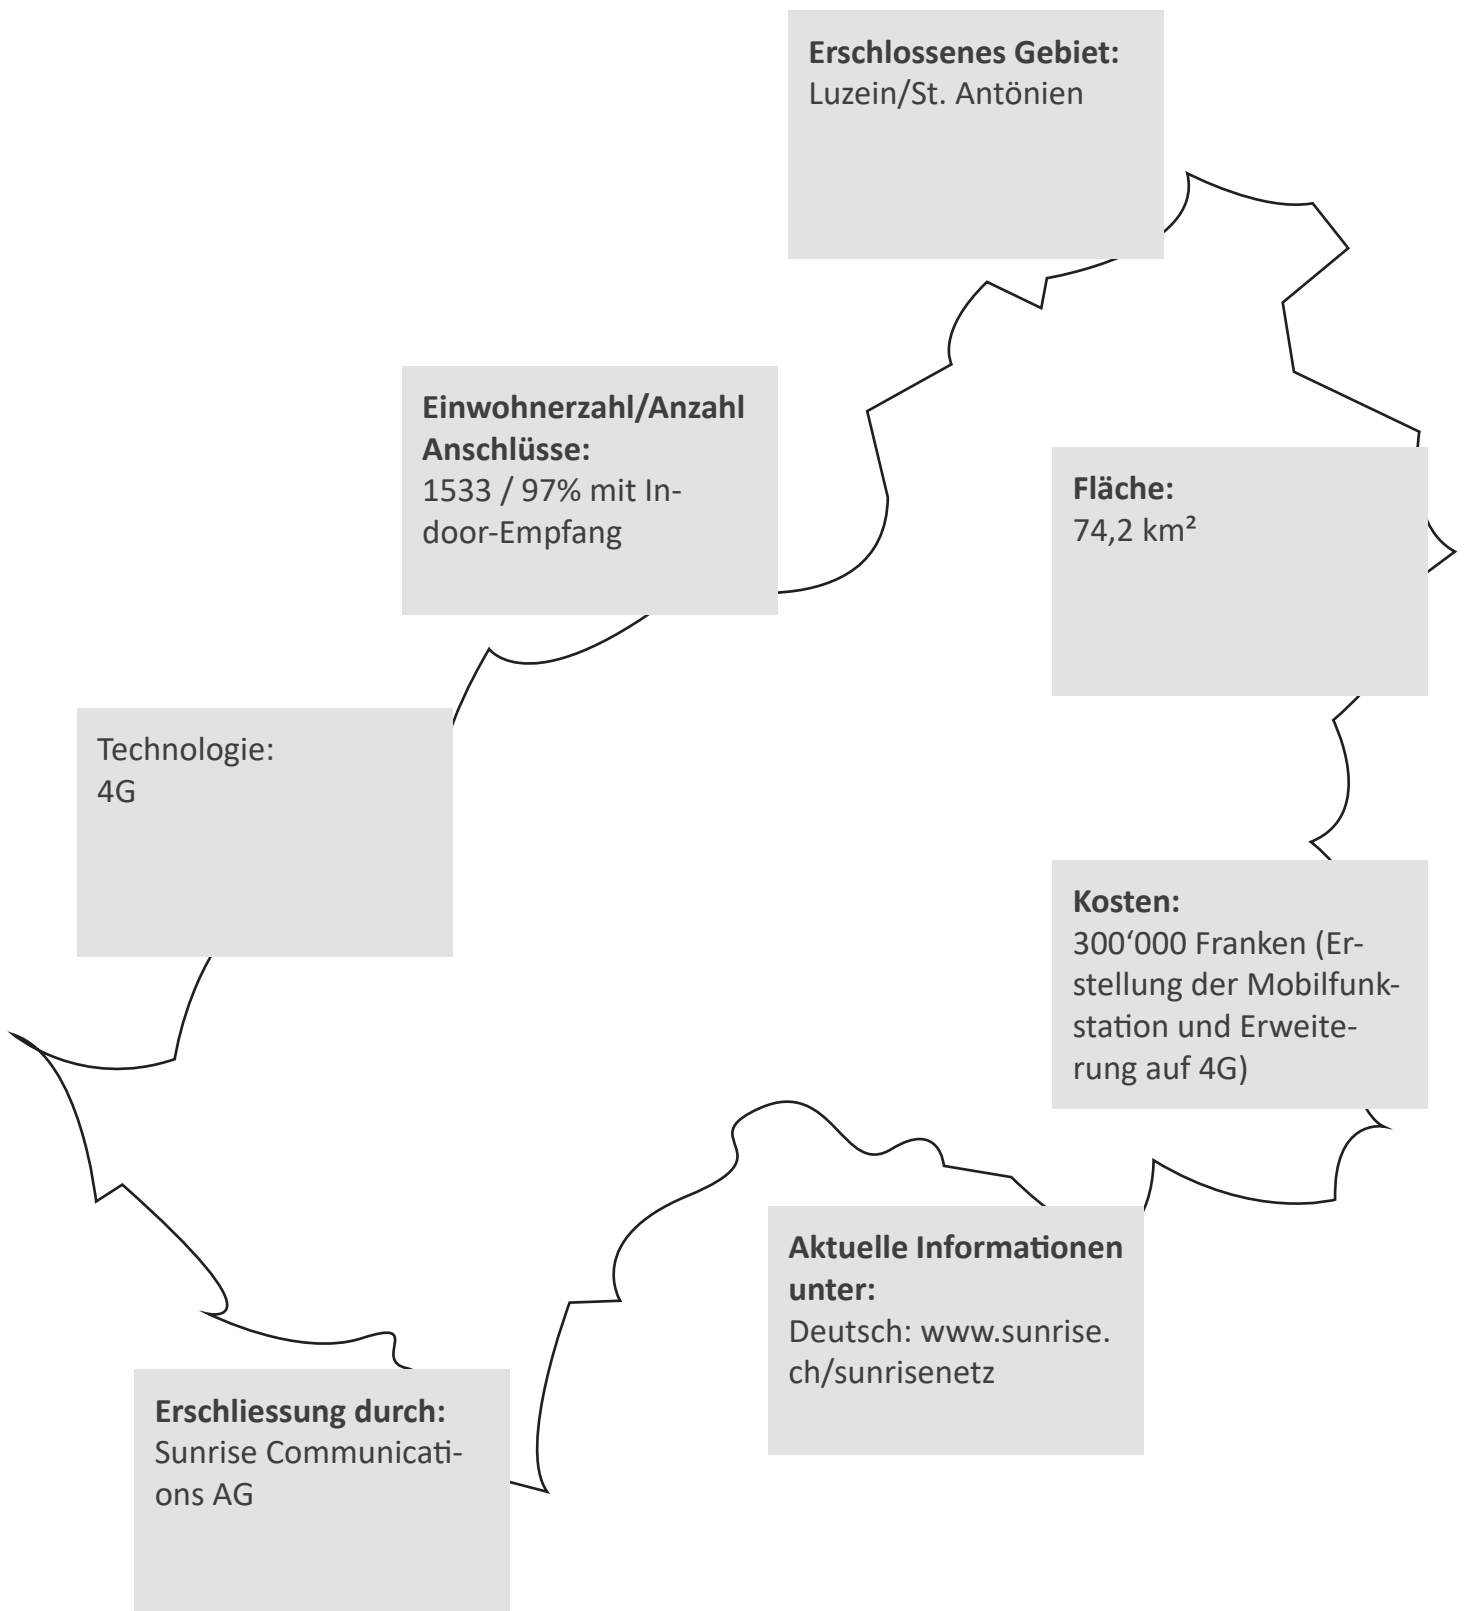 Erschlossenes Gebiet:
Luzein/St. Antönien
Einwohnerzahl/Anzahl
Anschlüsse:
1533 / 97% mit In-
door-Empfang
Fläche:
74,2 km²
Technologie:
4G
Kosten:
300‘000 Franken (Er-
stellung der Mobilfunk-
station und Erweite-
rung auf 4G)
Aktuelle Informationen
unter:
Deutsch: www.sunrise.
ch/sunrisenetz
Erschliessung durch:
Sunrise Communicati-
ons AG